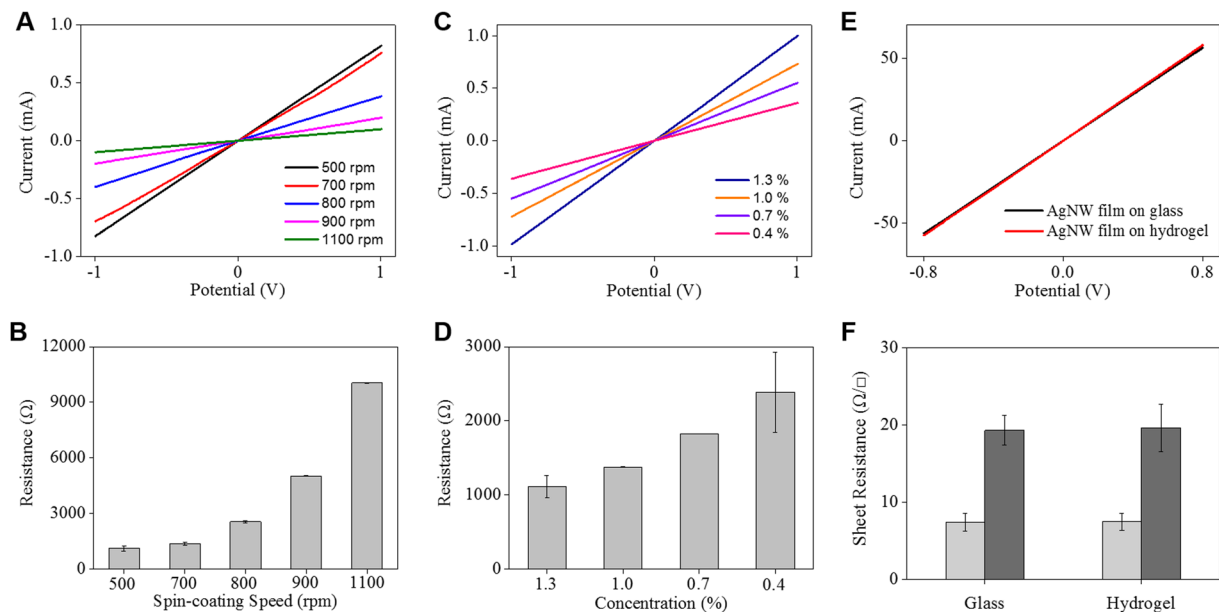 A
1.0
0.5
0.0
-0.5
-1.0
Current (mA)
500 rpm
700 rpm
800 rpm
900 rpm
1100 rpm
-1 0 1
Potential (V)
C
1.0
0.5
0.0
-0.5
-1.0
Current (mA)
1.3 %
1.0 %
0.7 %
0.4 %
-1 0 1
Potential (V)
E
50
0
-50
Current (mA)
AgNW film on glass
AgNW film on hydrogel
-0.8 0.0 0.8
Potential (V)
B
12000
9000
6000
3000
0
Resistance (Ω)
500 700 800 900 1100
Spin-coating Speed (rpm)
D
3000
2000
1000
0
Resistance (Ω)
1.3 1.0 0.7 0.4
Concentration (%)
F
30
20
10
0
Sheet Resistance (Ω/□)
Glass Hydrogel